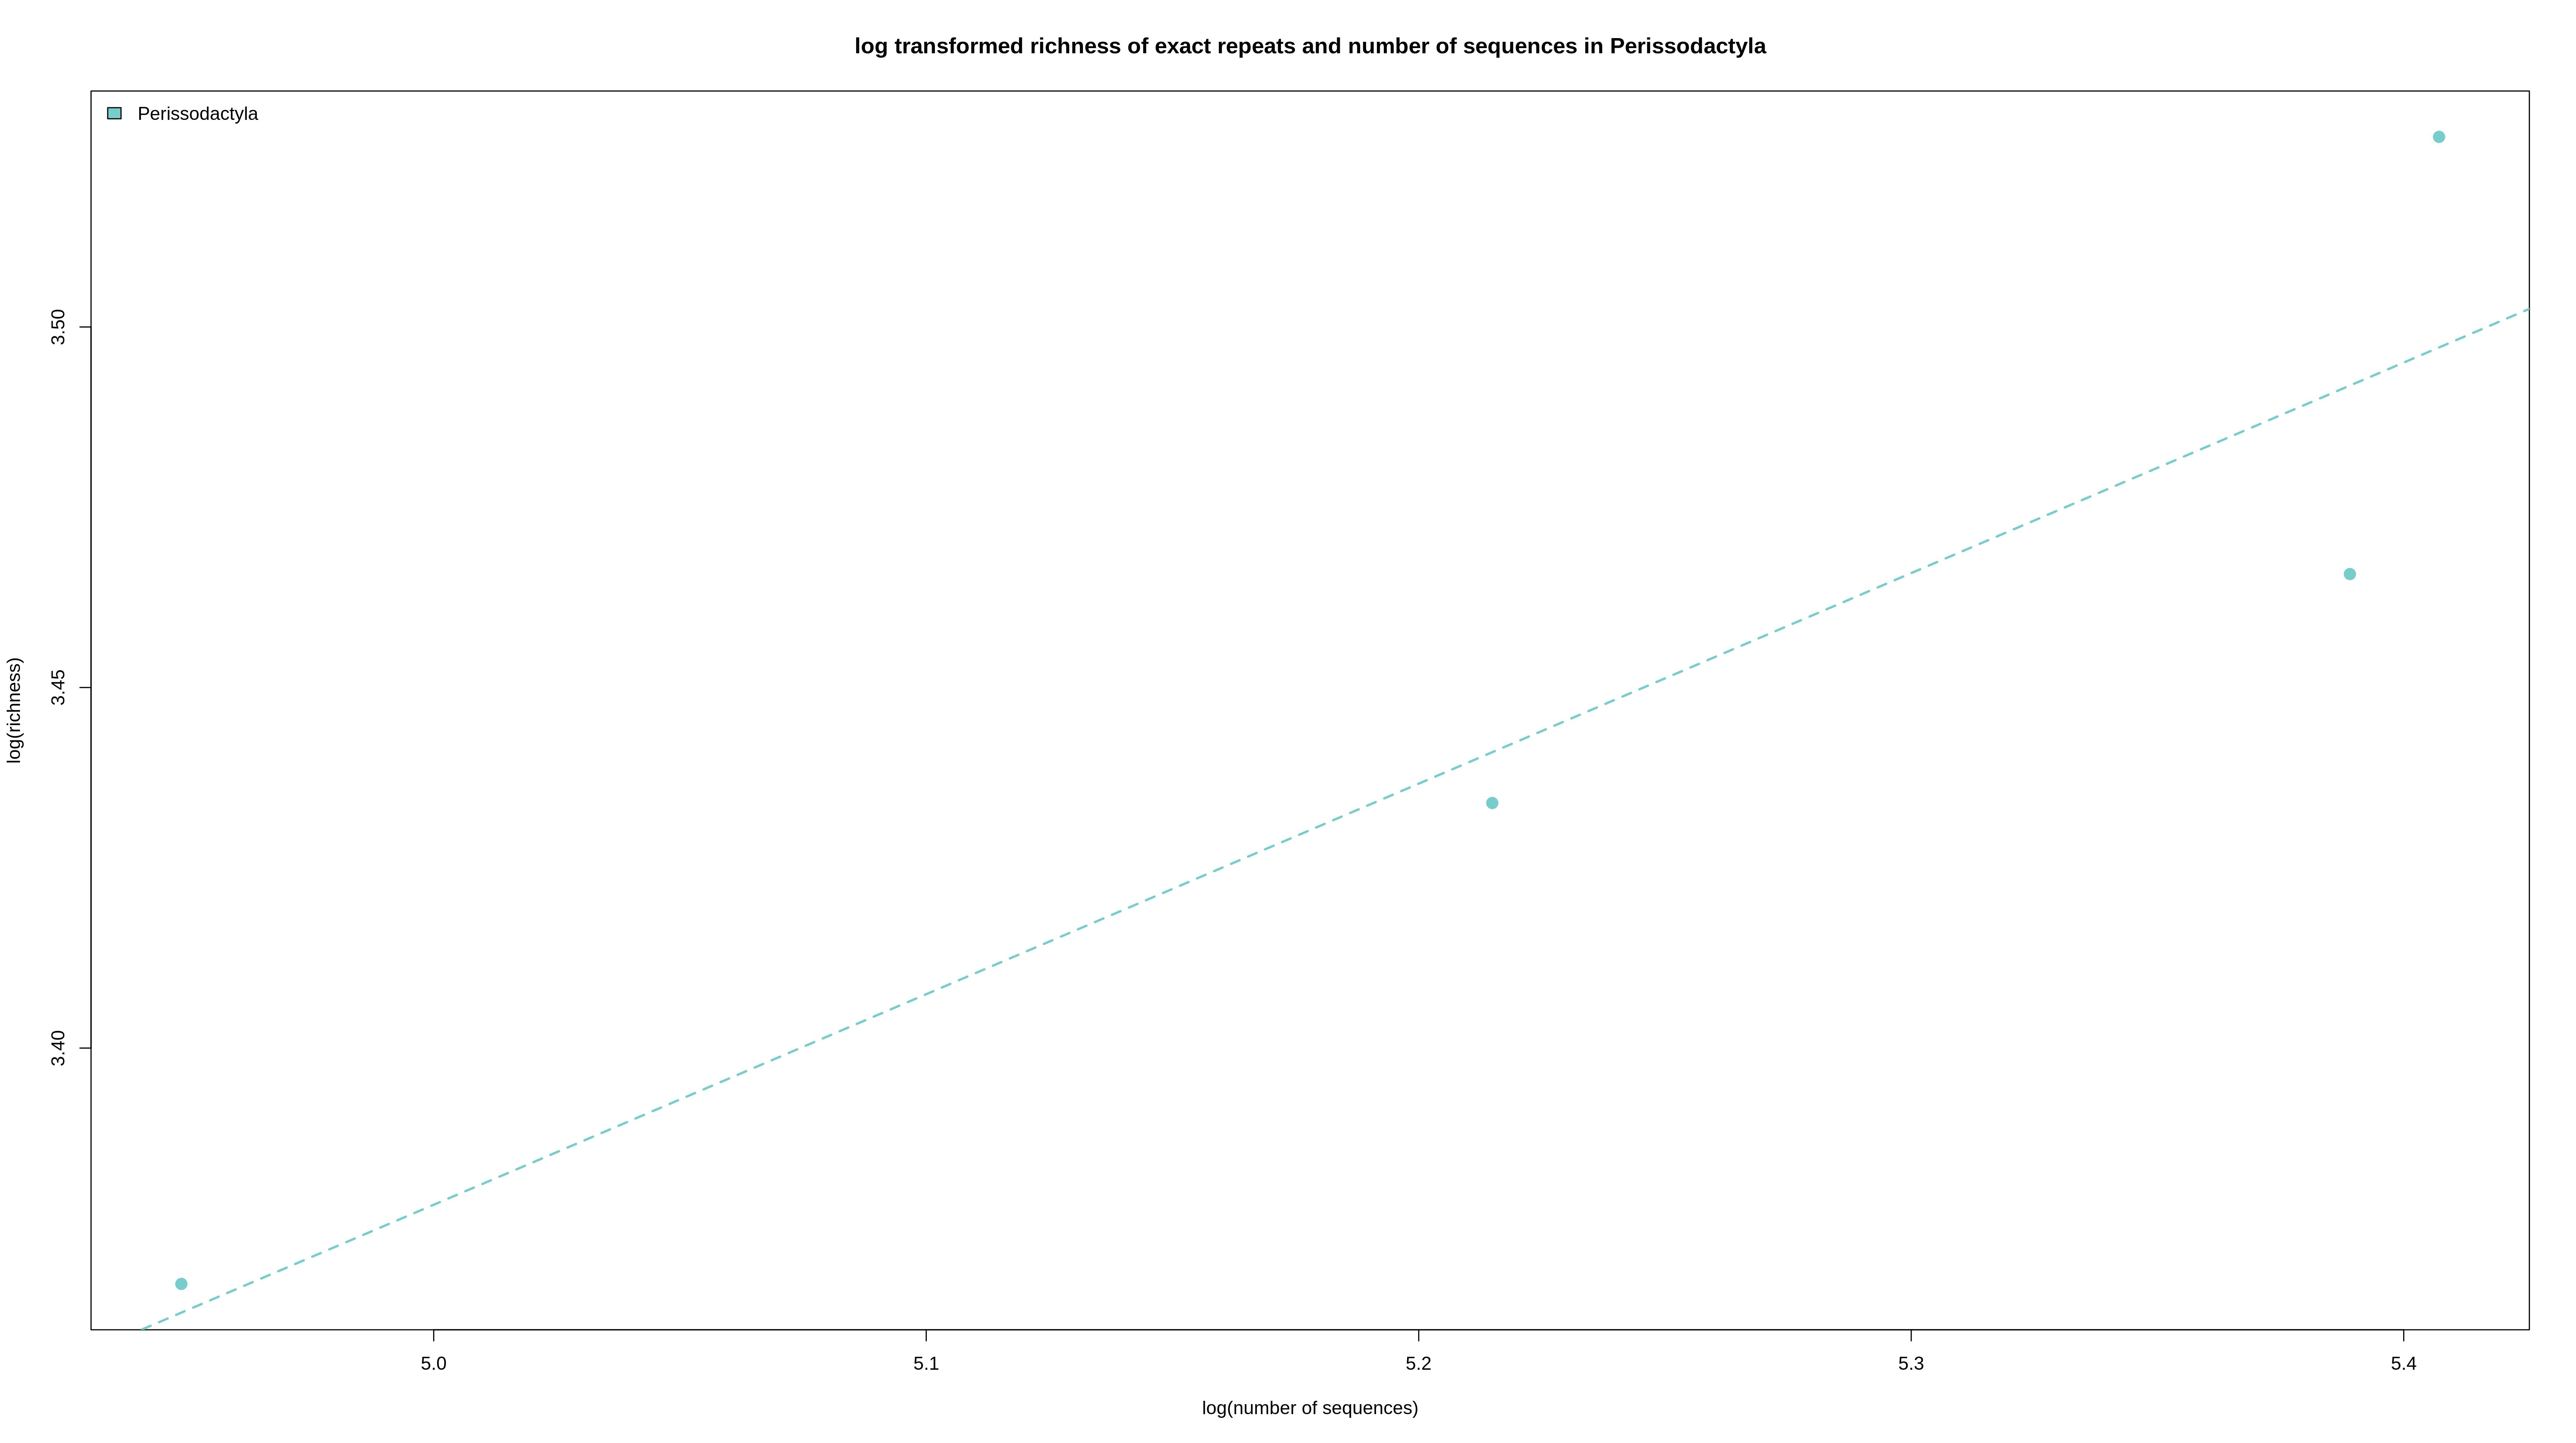 log transformed richness of exact repeats and number of sequences in Perissodactyla
Perissodactyla
3.50
3.45
3.40
log(richness)
5.0 5.1 5.2 5.3 5.4
log(number of sequences)